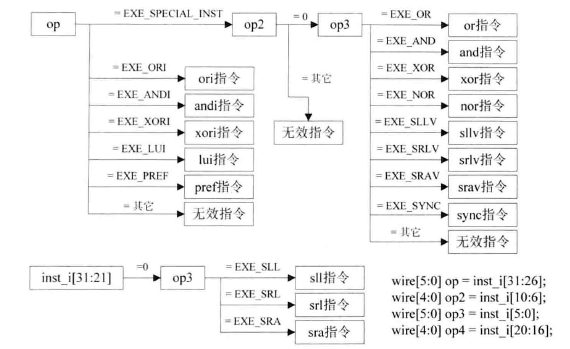 op
= EXE_SPECIAL_INST
op2
=0
op3
= EXE_OR
or指令
= EXE_AND
and指令
= EXE_XOR
xor指令
= EXE_NOR
nor指令
= EXE_SLLV
sllv指令
= EXE_SRLV
srlv指令
= EXE_SRAV
srav指令
= EXE_SYNC
sync指令
= 其它
无效指令
= 其它
无效指令
= EXE_ORI
ori指令
= EXE_ANDI
andi指令
= EXE_XORI
xori指令
= EXE_LUI
lui指令
= EXE_PREF
pref指令
= 其它
无效指令
inst_i[31:21]
=0
op3
= EXE_SLL
sll指令
= EXE_SRL
srl指令
= EXE_SRA
sra指令
wire[5:0] op = inst_i[31:26];
wire[4:0] op2 = inst_i[10:6];
wire[5:0] op3 = inst_i[5:0];
wire[4:0] op4 = inst_i[20:16];